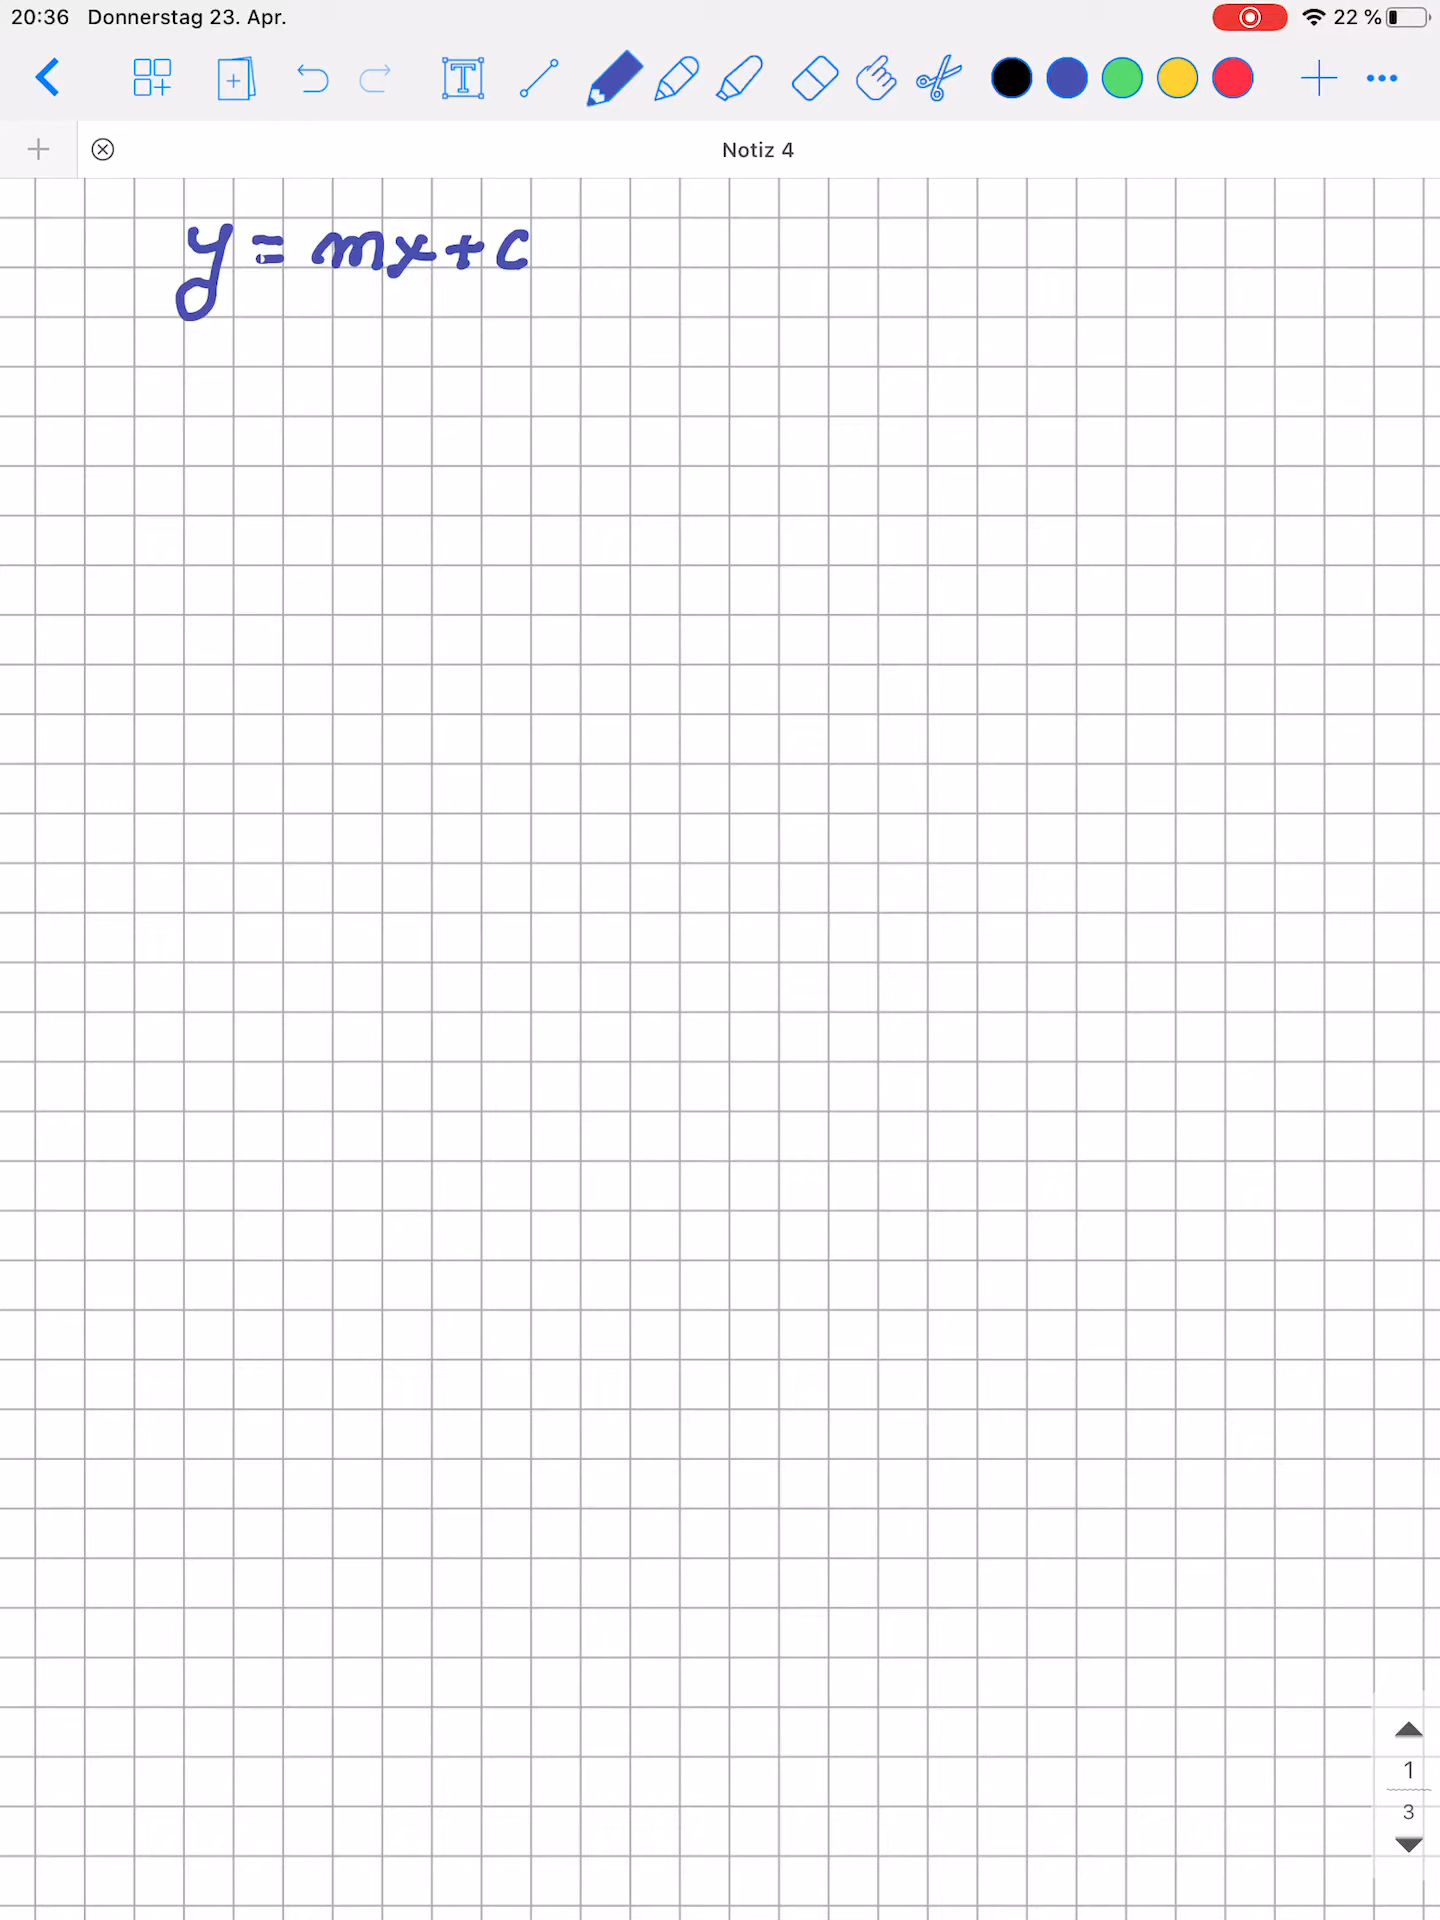 20:36 Donnerstag 23. Apr. 22 %
T
Notiz 4
y = mx + c
1
3